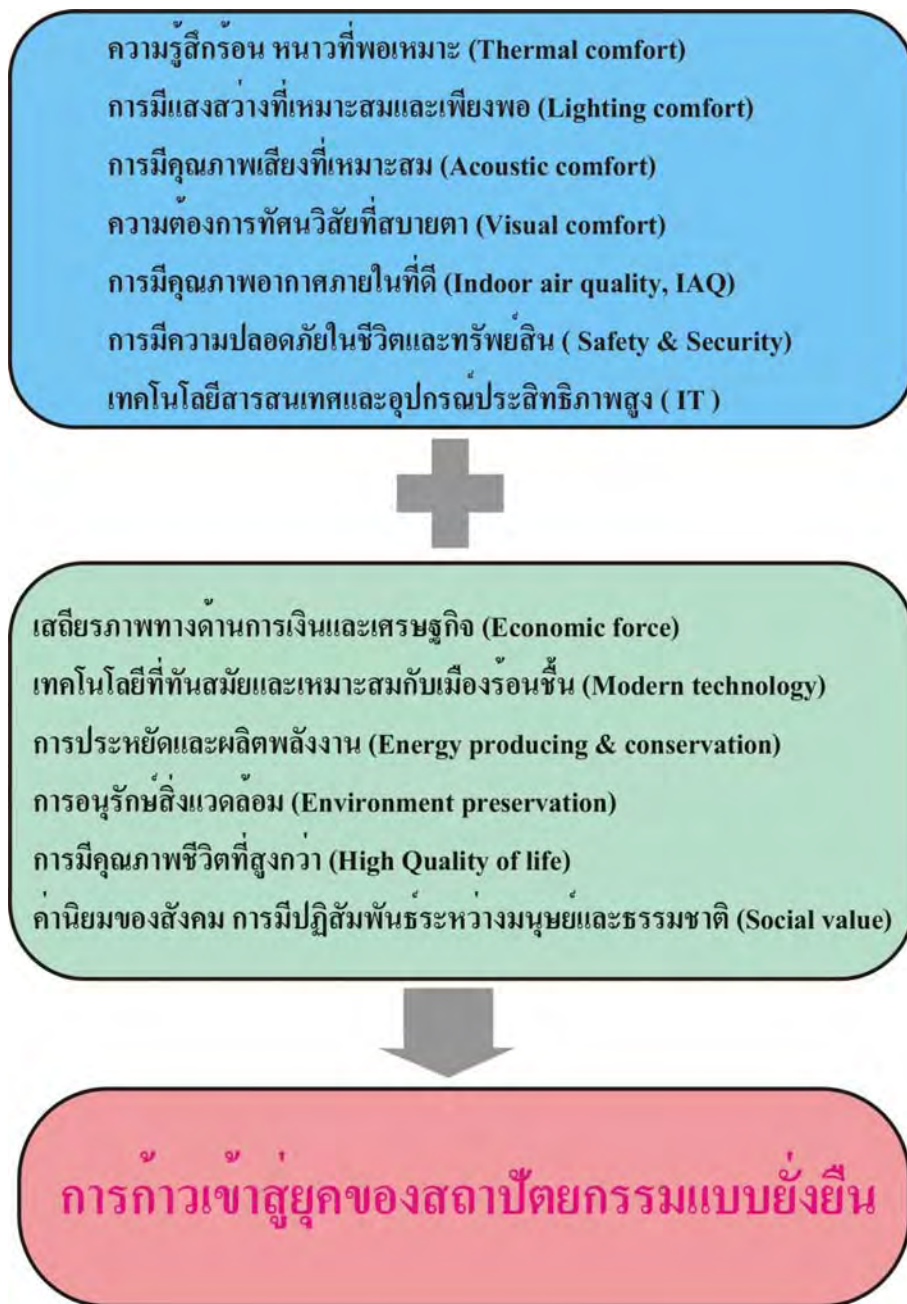 ความรู้สึกร้อน หนาวที่พอเหมาะ (Thermal comfort)
การมีแสงสว่างที่เหมาะสมและเพียงพอ (Lighting comfort)
การมีคุณภาพเสียงที่เหมาะสม (Acoustic comfort)
ความต้องการทัศนวิสัยที่สบายตา (Visual comfort)
การมีคุณภาพอากาศภายในที่ดี (Indoor air quality, IAQ)
การมีความปลอดภัยในชีวิตและทรัพย์สิน ( Safety & Security)
เทคโนโลยีสารสนเทศและอุปกรณ์ประสิทธิภาพสูง ( IT )
เสถียรภาพทางด้านการเงินและเศรษฐกิจ (Economic force)
เทคโนโลยีที่ทันสมัยและเหมาะสมกับเมืองร้อนชื้น (Modern technology)
การประหยัดและผลิตพลังงาน (Energy producing & conservation)
การอนุรักษ์สิ่งแวดล้อม (Environment preservation)
การมีคุณภาพชีวิตที่สูงกว่า (High Quality of life)
ค่านิยมของสังคม การมีปฏิสัมพันธ์ระหว่างมนุษย์และธรรมชาติ (Social value)
การก้าวเข้าสู่ยุคของสถาปัตยกรรมแบบยั่งยืน